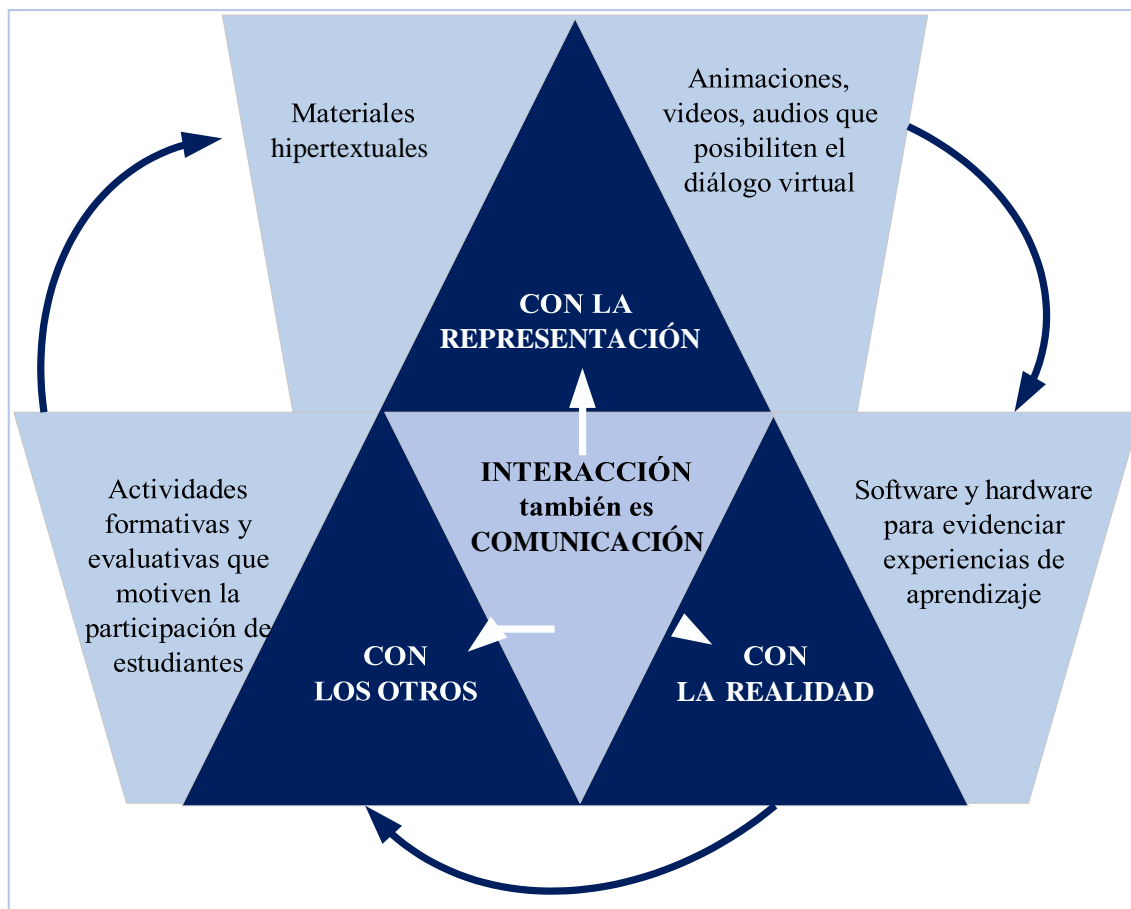 Materiales
hipertextuales
Animaciones,
videos, audios que
posibiliten el
diálogo virtual
CON LA
REPRESENTACIÓN
INTERACCIÓN
también es
COMUNICACIÓN
Actividades
formativas y
evaluativas que
motiven la
participación de
estudiantes
Software y hardware
para evidenciar
experiencias de
aprendizaje
CON
LOS OTROS
CON
LA REALIDAD